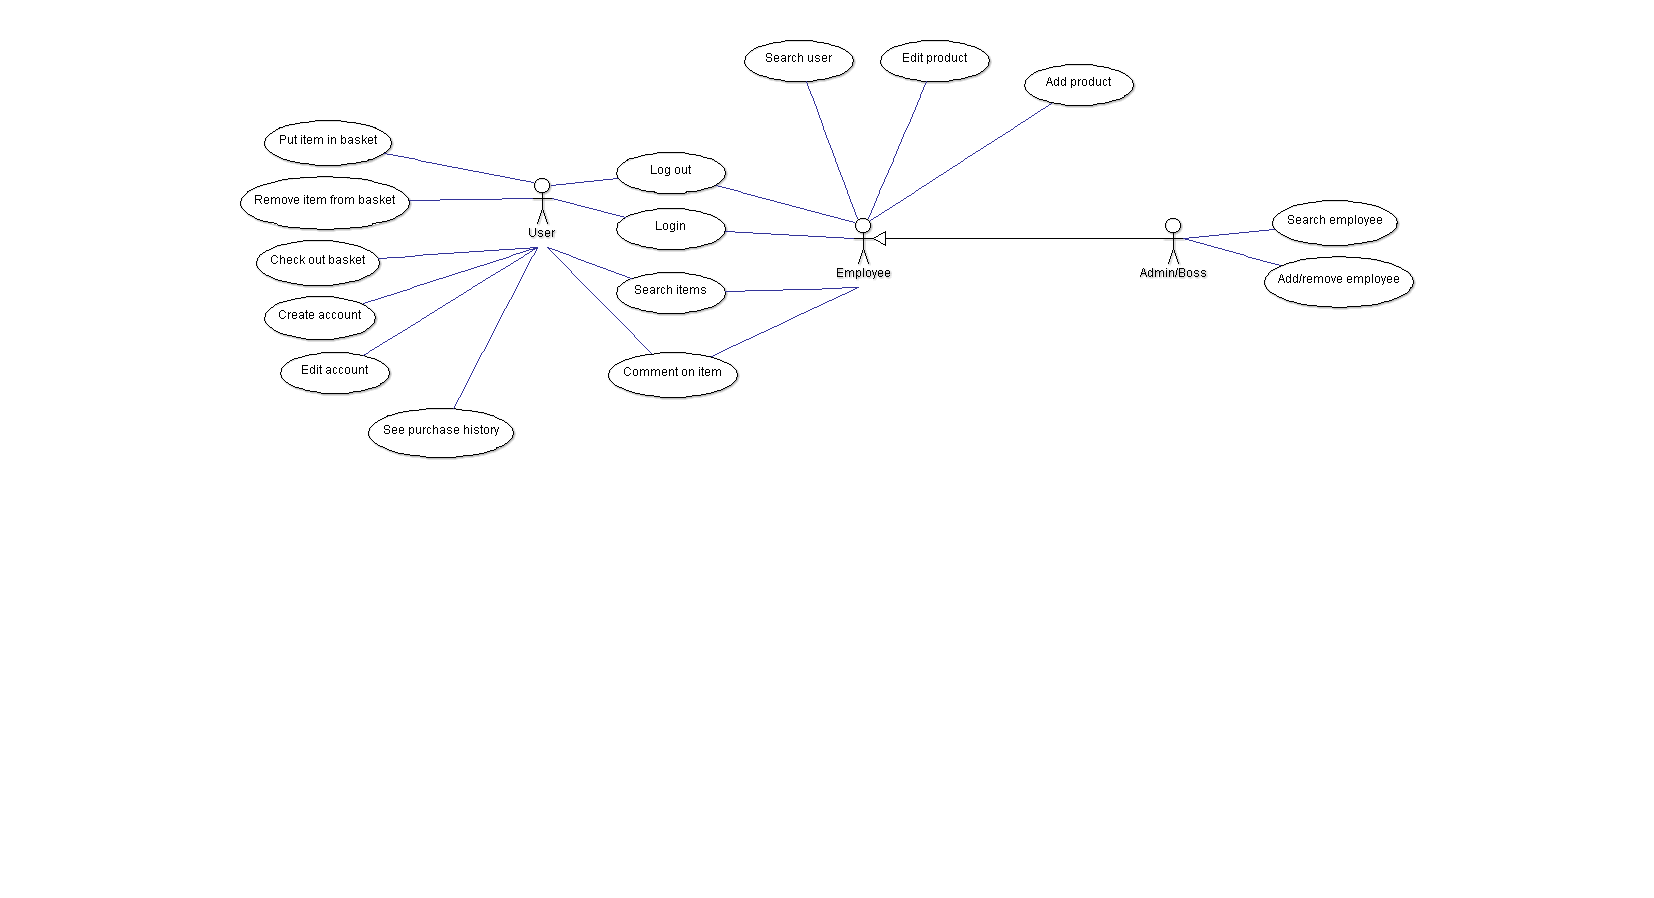 Search user
Edit product
Add product
Put item in basket
Log out
Remove item from basket
Login
User
Search employee
Check out basket
Employee
Admin/Boss
Add/remove employee
Search items
Create account
Edit account
Comment on item
See purchase history